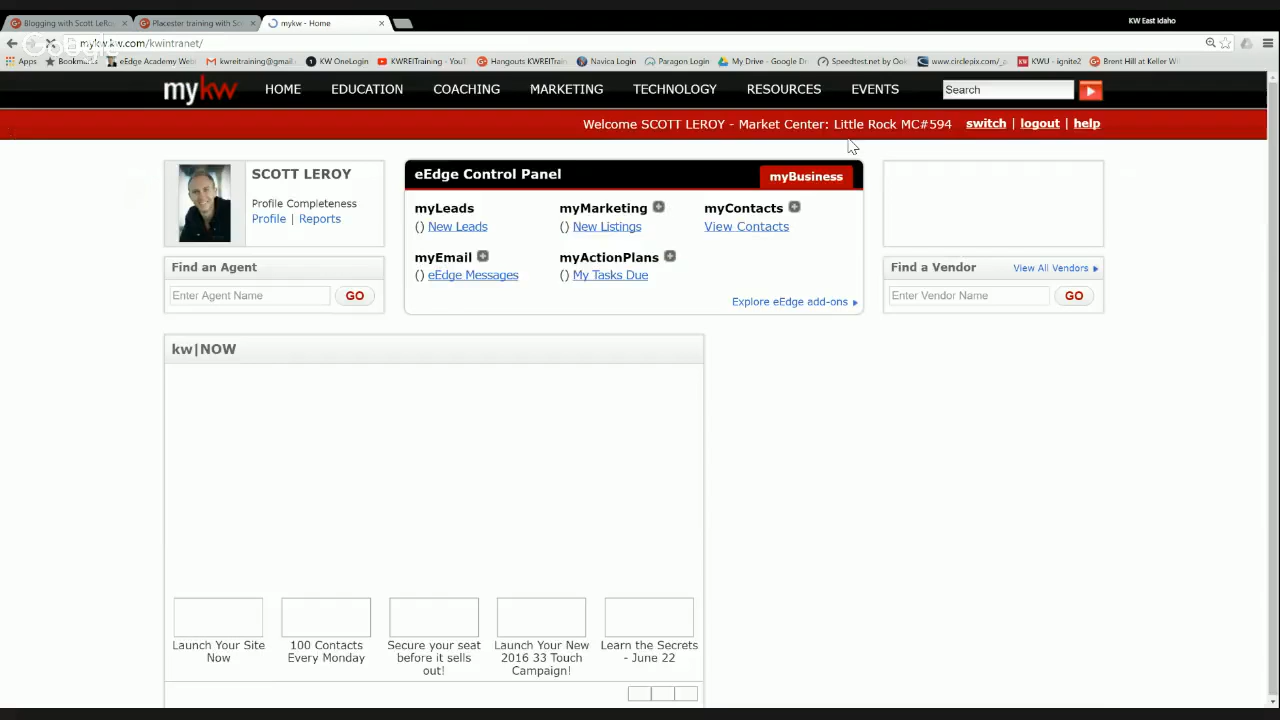 KW East Idaho
Blogging with Scott LeRo
Placester training with Sc
mykw - Home
mykw.kw.com/kwintranet/
Google
Apps
Bookmarks
eEdge Academy Web
kwreitraining@gmail
KW OneLogin
KWREITraining - YouT
Hangouts KWREITrain
Navica Login
Paragon Login
My Drive - Google Dr
Speedtest.net by Ook
www.circlepix.com/
KWU - ignite2
Brent Hill at Keller Wil
mykw
HOME
EDUCATION
COACHING
MARKETING
TECHNOLOGY
RESOURCES
EVENTS
Search
Welcome SCOTT LEROY - Market Center: Little Rock MC#594 switch | logout | help
SCOTT LEROY
Profile Completeness
Profile | Reports
Find an Agent
Enter Agent Name
GO
eEdge Control Panel
myBusiness
myLeads
() New Leads
myMarketing
() New Listings
myContacts
View Contacts
myEmail
() eEdge Messages
myActionPlans
() My Tasks Due
Explore eEdge add-ons
Find a Vendor
View All Vendors
Enter Vendor Name
GO
kw|NOW
Launch Your Site
Now
100 Contacts
Every Monday
Secure your seat
before it sells
out!
Launch Your New
2016 33 Touch
Campaign!
Learn the Secrets
- June 22